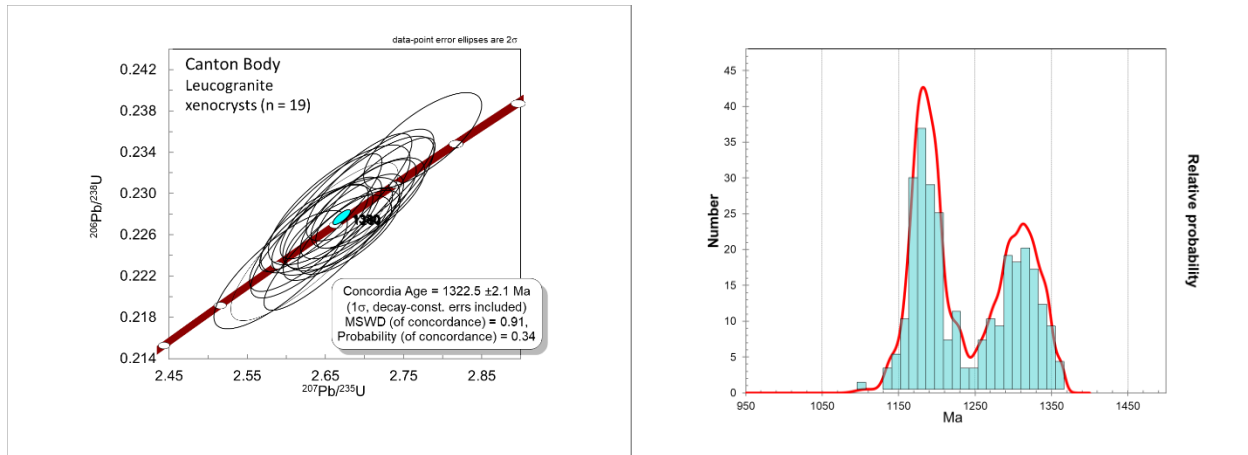 data-point error ellipses are 2σ
Canton Body
Leucogranite
xenocrysts (n = 19)
0.242
0.238
0.234
0.230
0.226
0.222
0.218
0.214
206Pb/238U
Concordia Age = 1322.5 ±2.1 Ma
(1σ, decay-const. errs included)
MSWD (of concordance) = 0.91,
Probability (of concordance) = 0.34
2.45
2.55
2.65
2.75
2.85
207Pb/235U
45
40
35
30
25
20
15
10
5
0
Number
950
1050
1150
1250
1350
1450
Ma
Relative probability